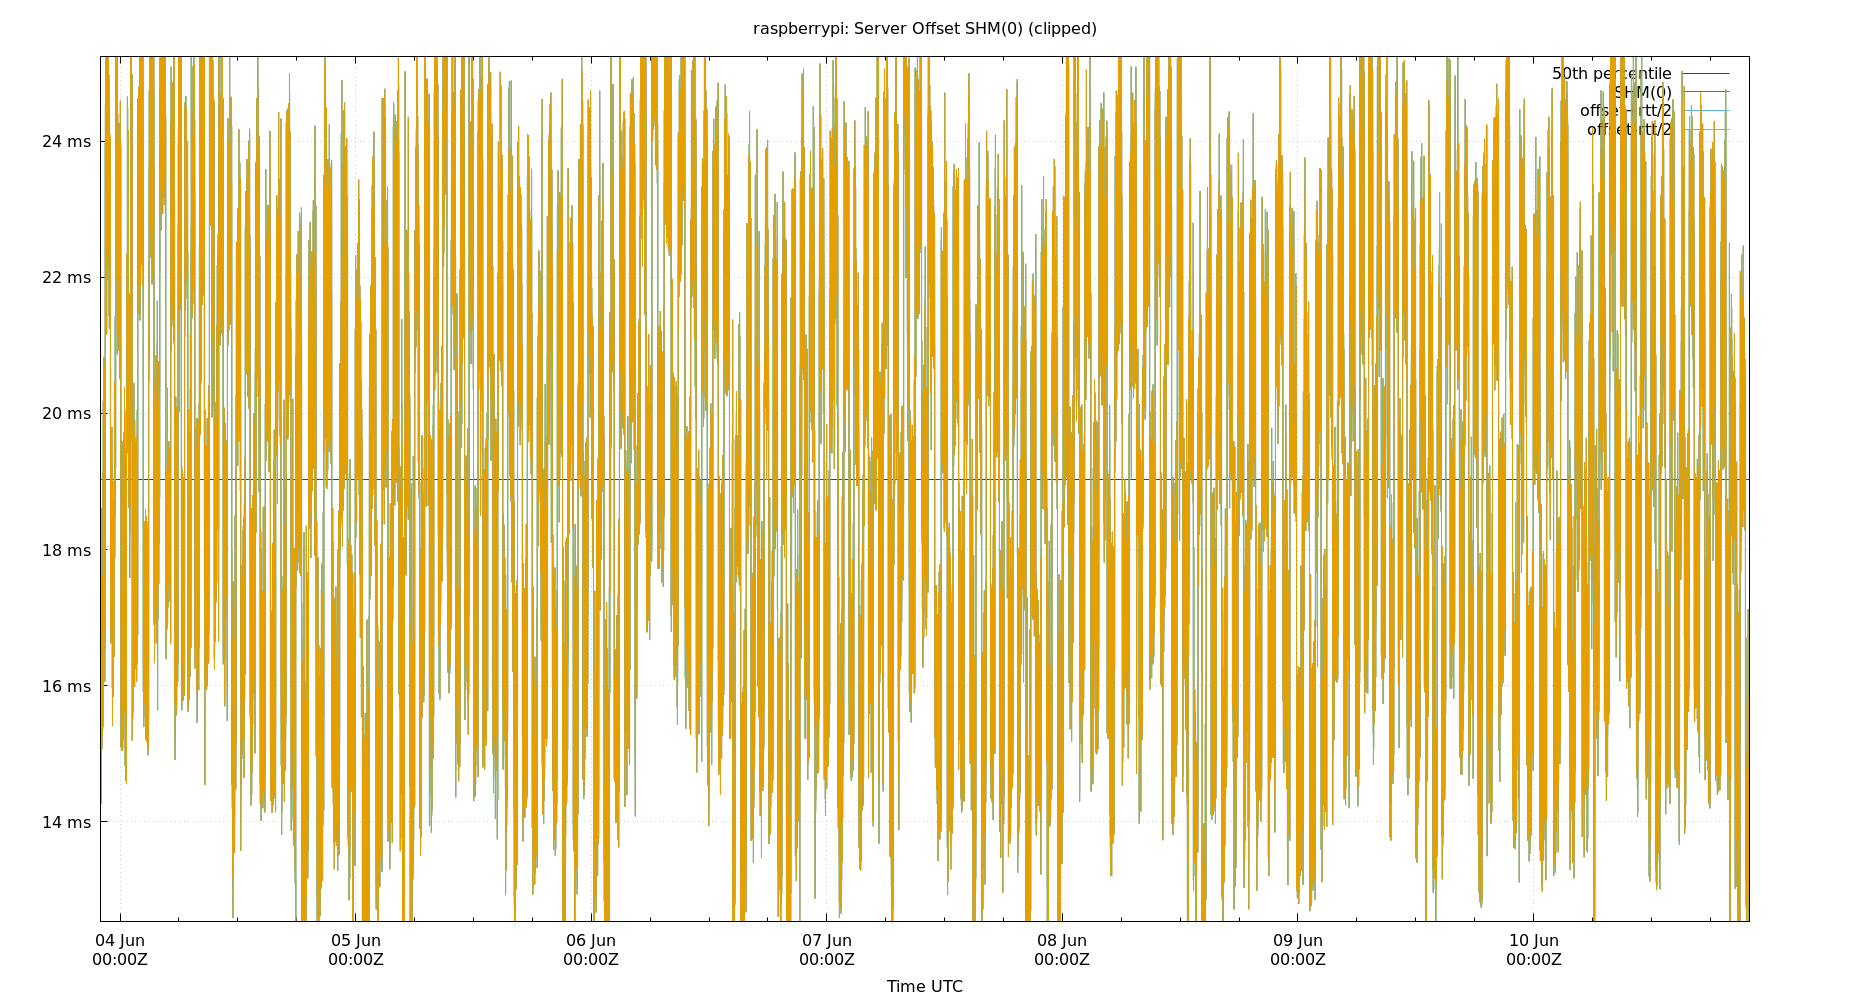 raspberrypi: Server Offset SHM(0) (clipped)
50th percentile
SHM(0)
offset-rtt/2
offset+rtt/2
24 ms
22 ms
20 ms
18 ms
16 ms
14 ms
04 Jun 05 Jun 06 Jun 07 Jun 08 Jun 09 Jun 10 Jun
00:00Z 00:00Z 00:00Z 00:00Z 00:00Z 00:00Z 00:00Z
Time UTC